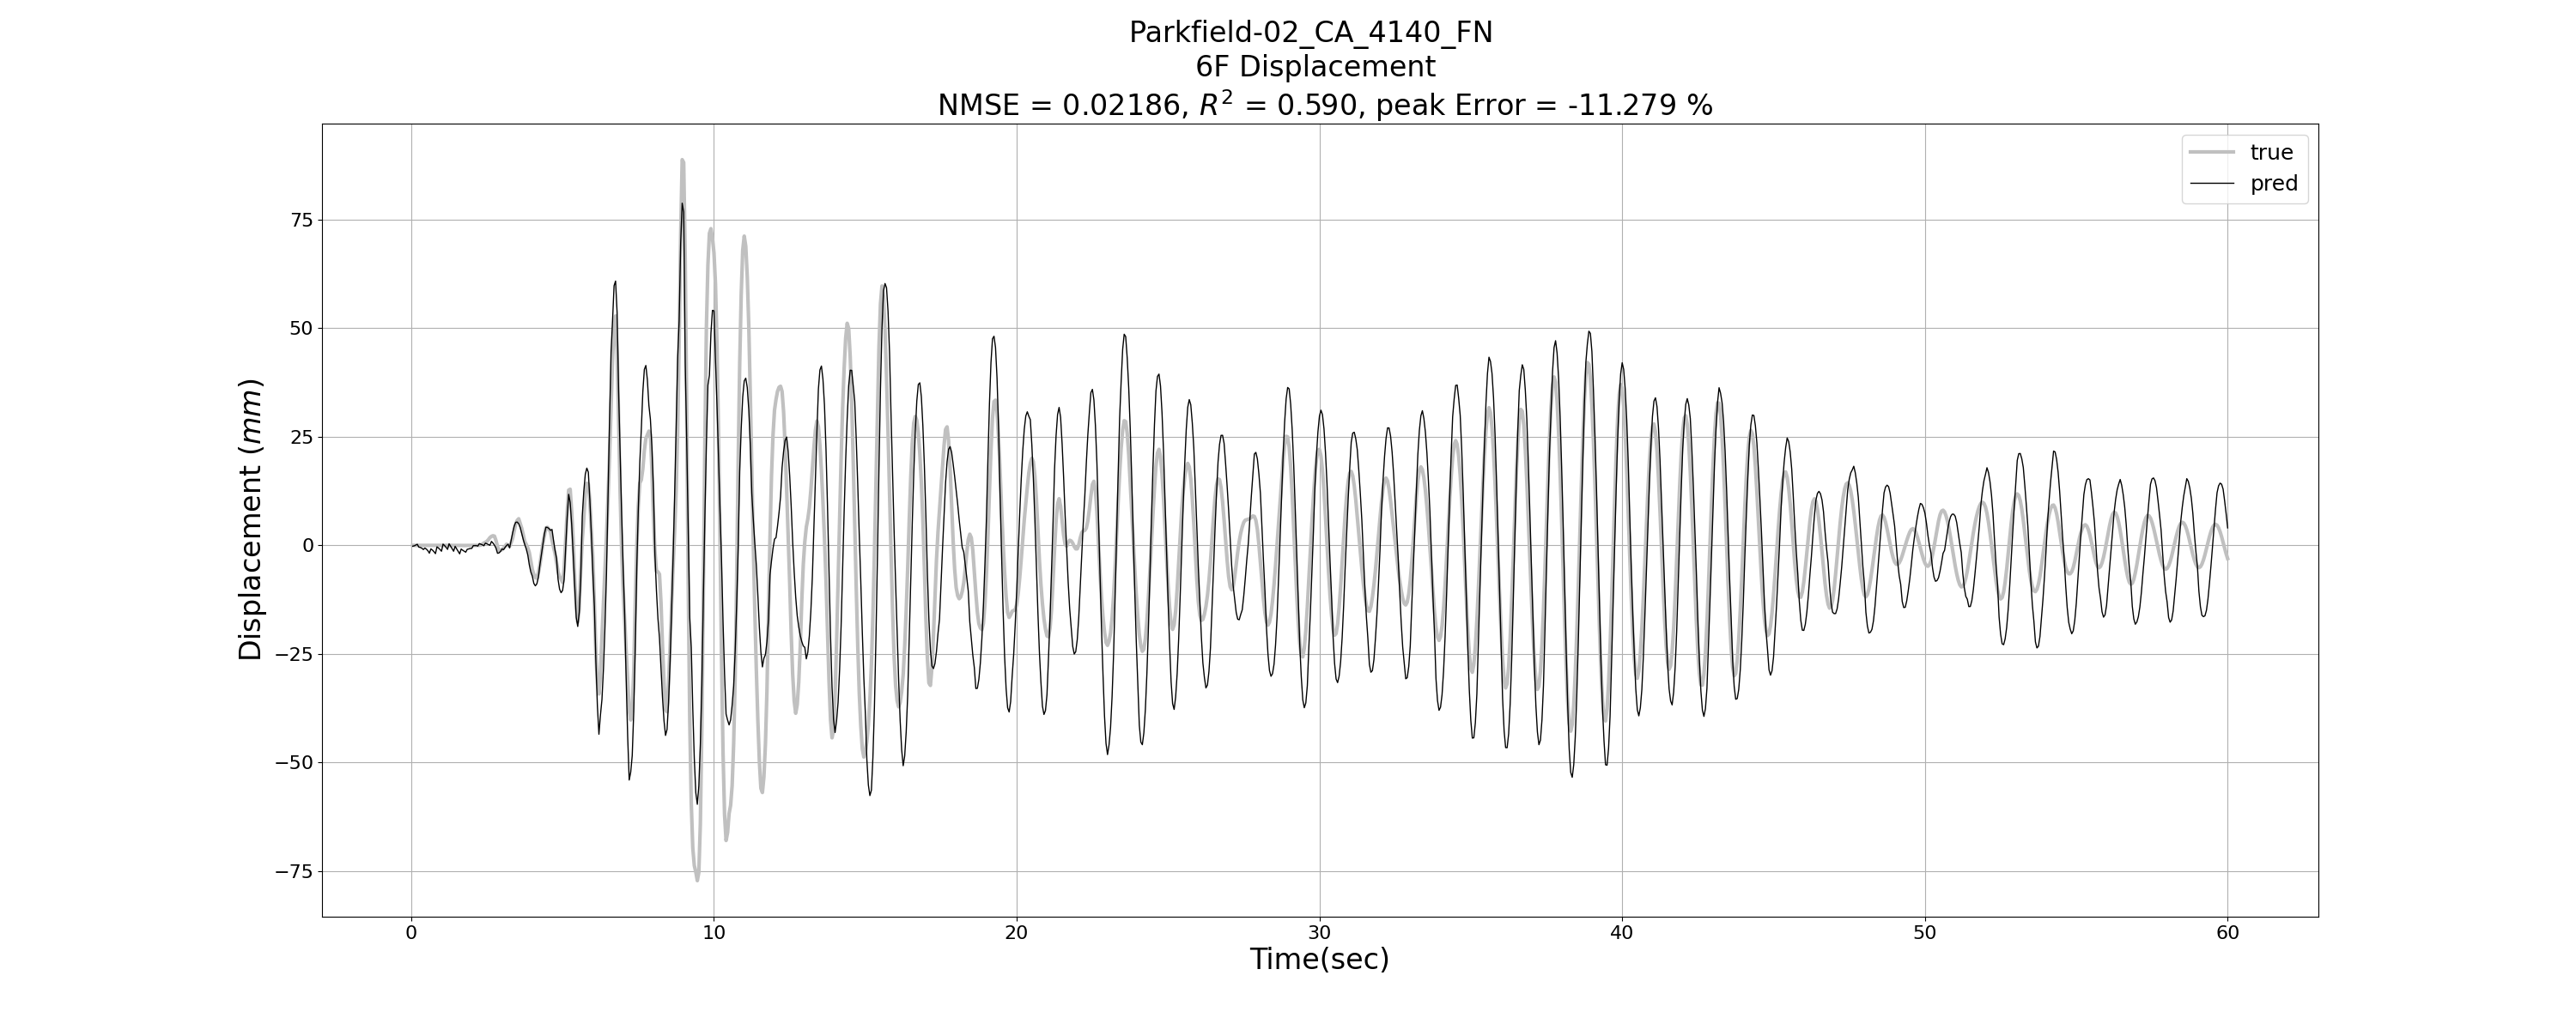 Parkfield-02_CA_4140_FN
6F Displacement
NMSE = 0.02186, R² = 0.590, peak Error = -11.279 %
true
pred
Displacement (mm)
75
50
25
0
−25
−50
−75
0 10 20 30 40 50 60
Time(sec)